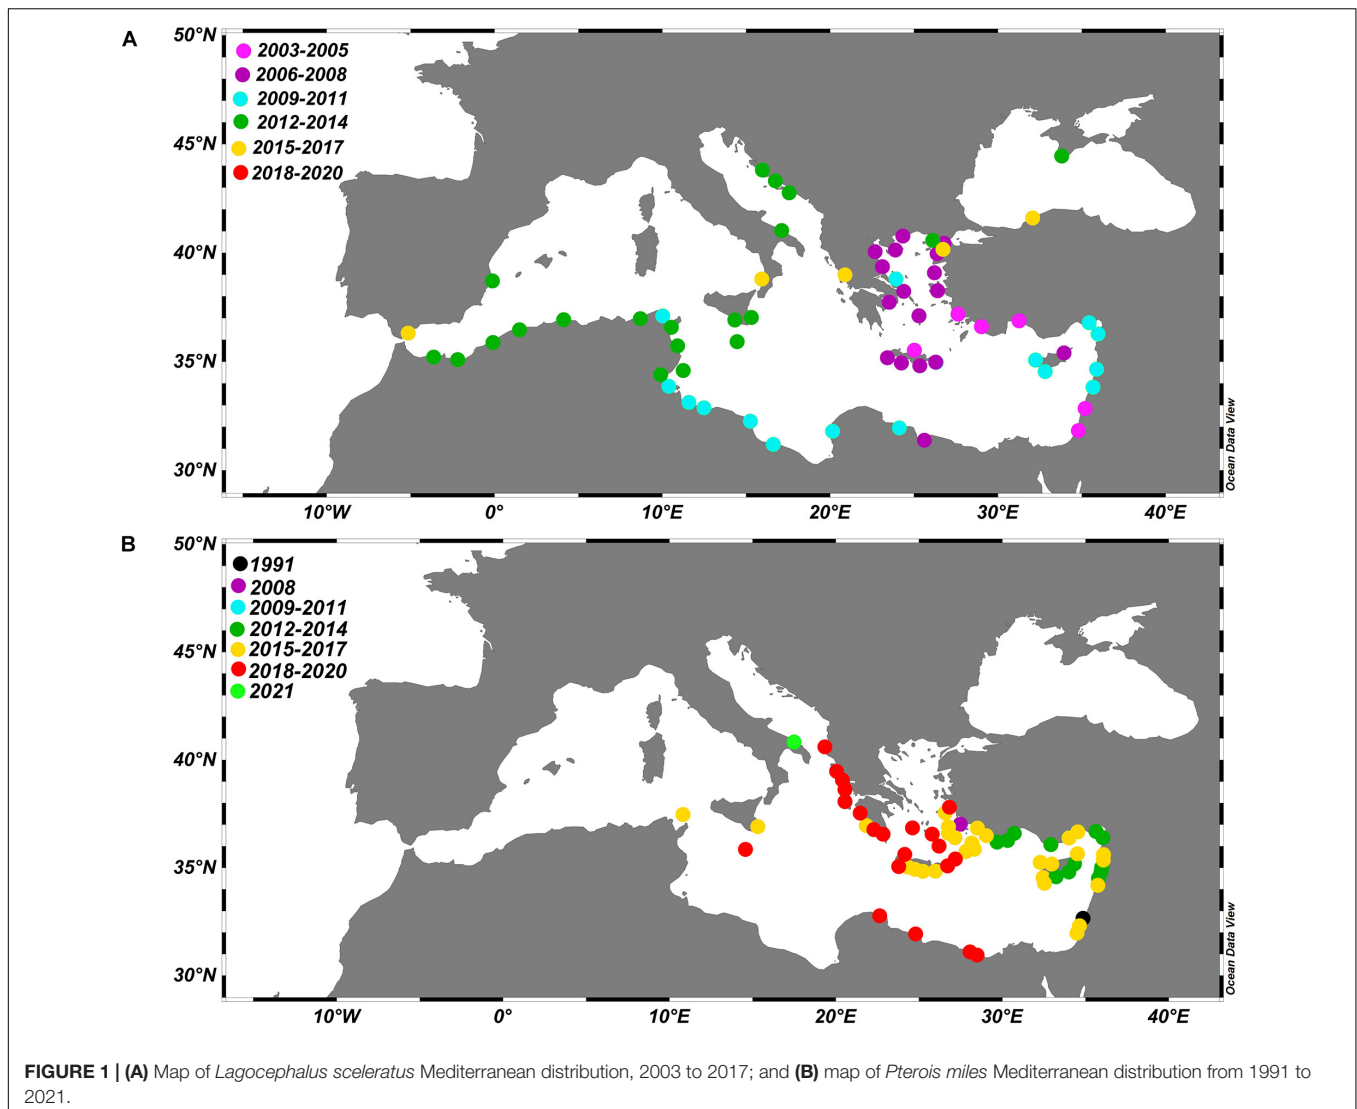 A
50°N
45°N
40°N
35°N
30°N
2003-2005
2006-2008
2009-2011
2012-2014
2015-2017
2018-2020
Ocean Data View
10°W 0° 10°E 20°E 30°E 40°E
B
50°N
45°N
40°N
35°N
30°N
1991
2008
2009-2011
2012-2014
2015-2017
2018-2020
2021
Ocean Data View
10°W 0° 10°E 20°E 30°E 40°E
FIGURE 1 | (A) Map of Lagocephalus sceleratus Mediterranean distribution, 2003 to 2017; and (B) map of Pterois miles Mediterranean distribution from 1991 to
2021.